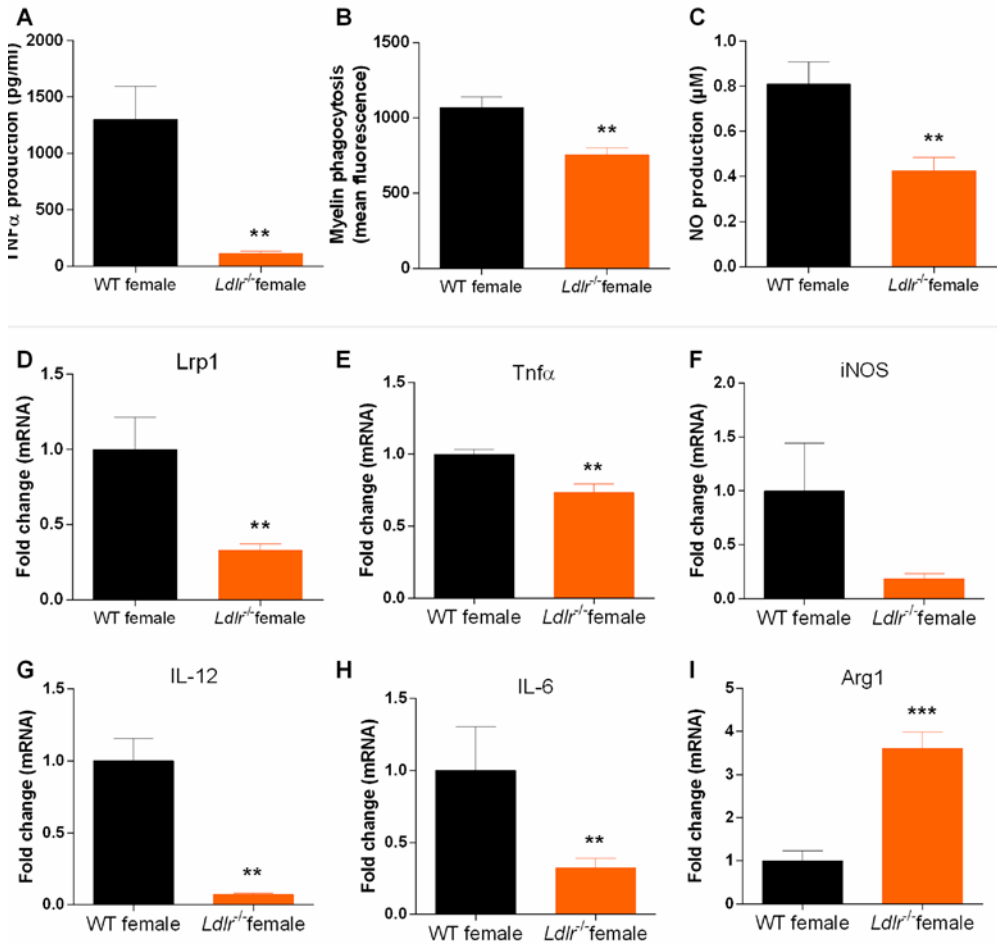 A
TNFα production (pg/ml)
2000
1500
1000
500
0
**
WT female
Ldlr-/-female
B
Myelin phagocytosis
(mean fluorescence)
1500
1000
500
0
**
WT female
Ldlr-/-female
C
NO production (µM)
1.0
0.8
0.6
0.4
0.2
0.0
**
WT female
Ldlr-/-female
D
Lrp1
Fold change (mRNA)
1.5
1.0
0.5
0.0
**
WT female
Ldlr-/-female
E
Tnfα
Fold change (mRNA)
1.5
1.0
0.5
0.0
**
WT female
Ldlr-/-female
F
iNOS
Fold change (mRNA)
2.0
1.5
1.0
0.5
0.0
WT female
Ldlr-/-female
G
IL-12
Fold change (mRNA)
1.5
1.0
0.5
0.0
**
WT female
Ldlr-/-female
H
IL-6
Fold change (mRNA)
1.5
1.0
0.5
0.0
**
WT female
Ldlr-/-female
I
Arg1
Fold change (mRNA)
5
4
3
2
1
0
***
WT female
Ldlr-/-female